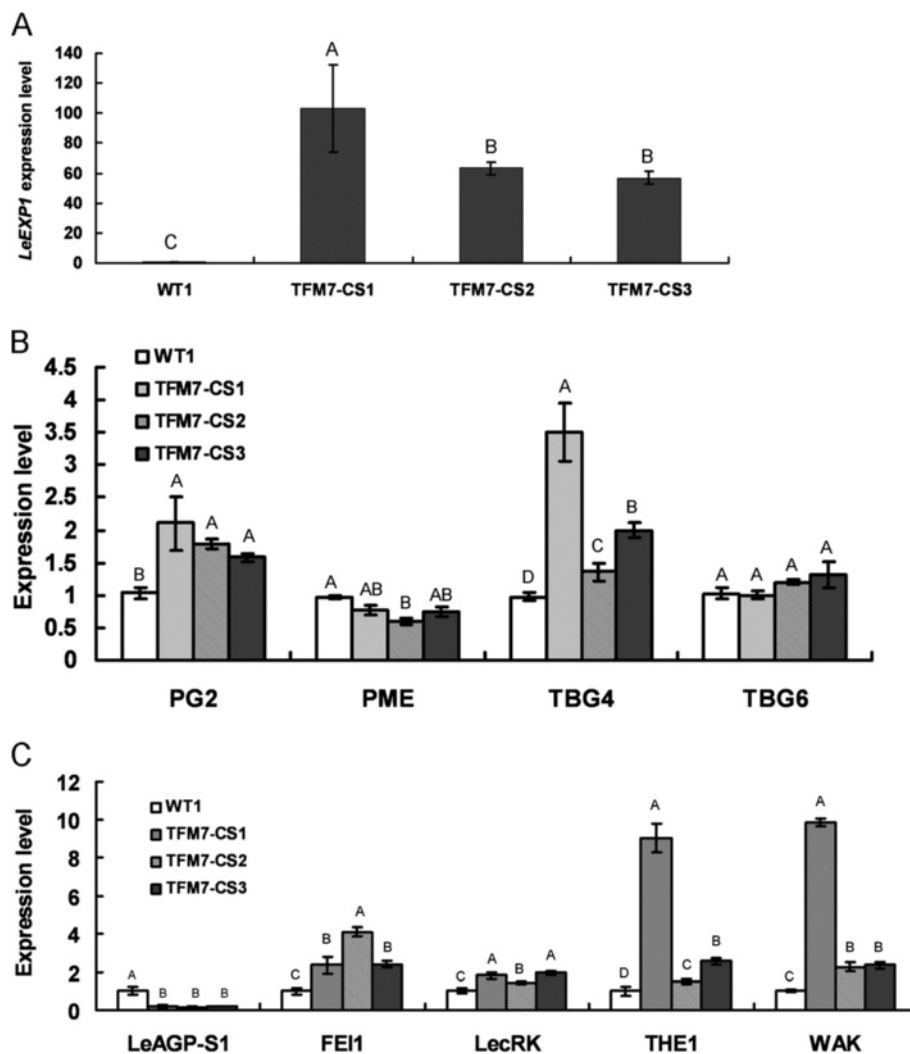 A
LeEXP1 expression level
140
120
100
80
60
40
20
0
C
A
B
B
WT1 TFM7-CS1 TFM7-CS2 TFM7-CS3
B
Expression level
4.5
4
3.5
3
2.5
2
1.5
1
0.5
0
WT1
TFM7-CS1
TFM7-CS2
TFM7-CS3
B A A A
A AB B AB
D A C B
A A A A
PG2 PME TBG4 TBG6
C
Expression level
12
10
8
6
4
2
0
WT1
TFM7-CS1
TFM7-CS2
TFM7-CS3
A B B B
C B A B
C A B A
D A C B
C A B B
LeAGP-S1 FEI1 LecRK THE1 WAK